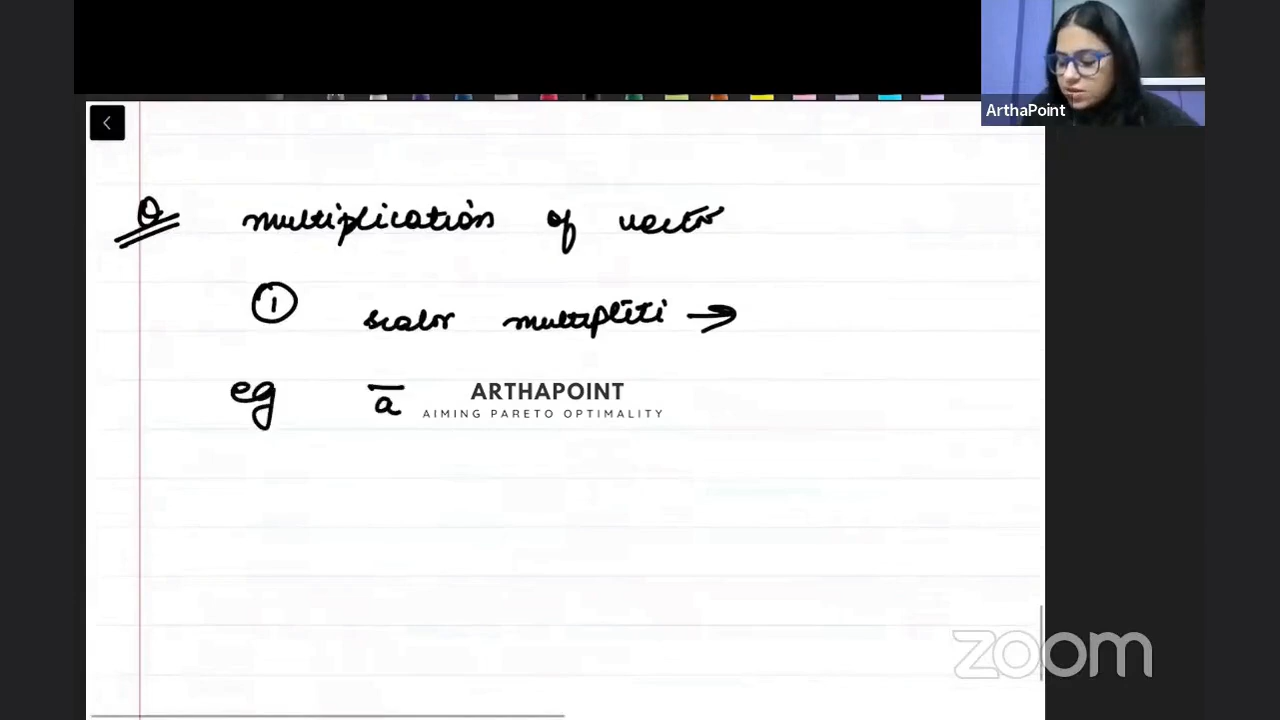 ArthaPoint
Q multiplication of vector
① scalar multipliti →
eg a̅
ARTHAPOINT
AIMING PARETO OPTIMALITY
zoom